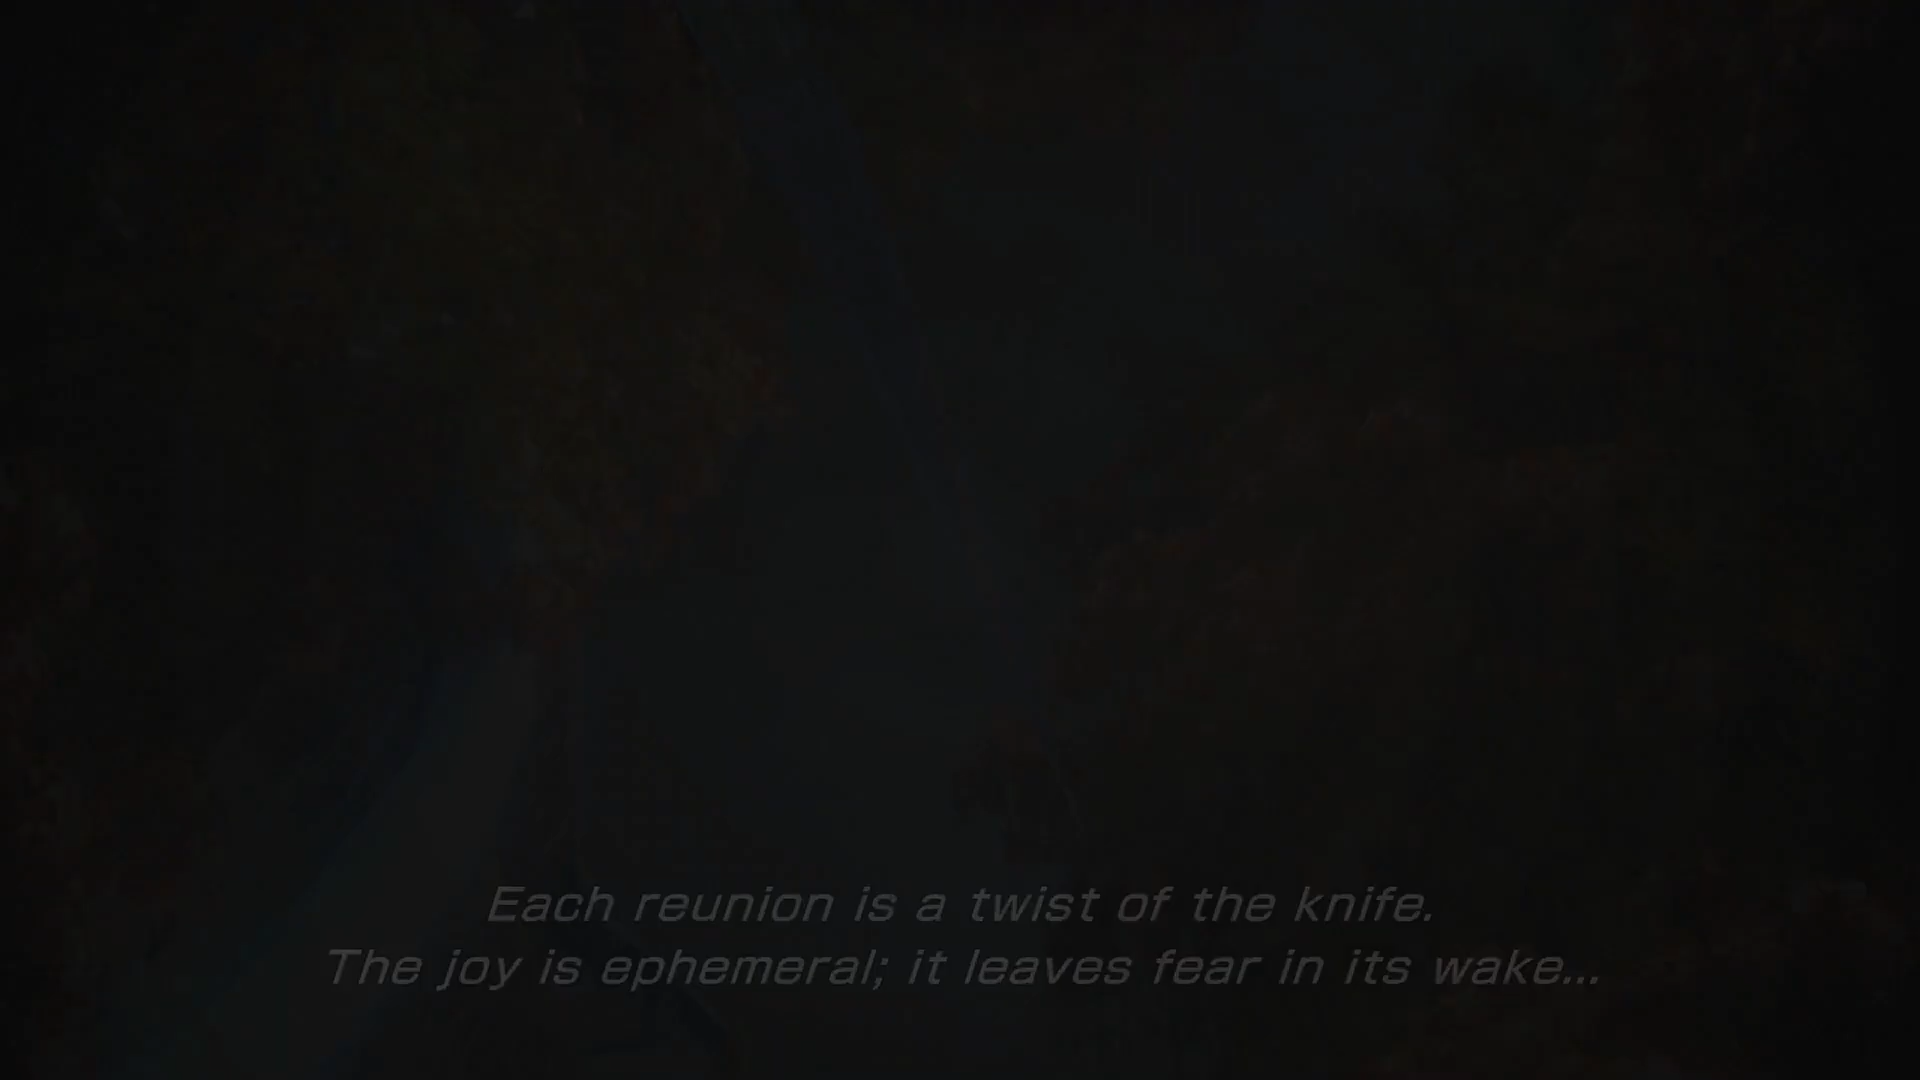 Each reunion is a twist of the knife.
The joy is ephemeral; it leaves fear in its wake...